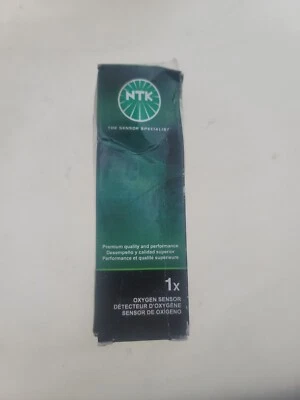 NTK
THE SENSOR SPECIALIST
Premium quality and performance
Desempeño y calidad superior
Performance et qualité supérieure
1x
OXYGEN SENSOR
DÉTECTEUR D'OXYGÈNE
SENSOR DE OXÍGENO